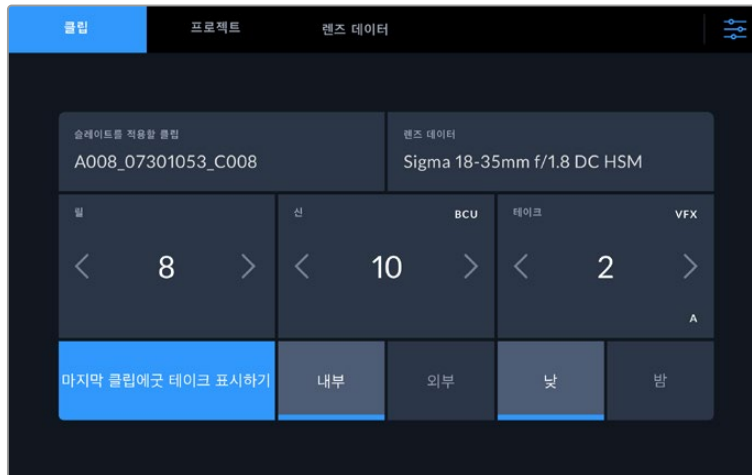 클립 프로젝트 렌즈 데이터
슬레이트를 적용할 클립 렌즈 데이터
A008_07301053_C008 Sigma 18-35mm f/1.8 DC HSM
릴 신 BCU 테이크 VFX
8 10 2
A
마지막 클립에굿 테이크 표시하기 내부 외부 낮 밤